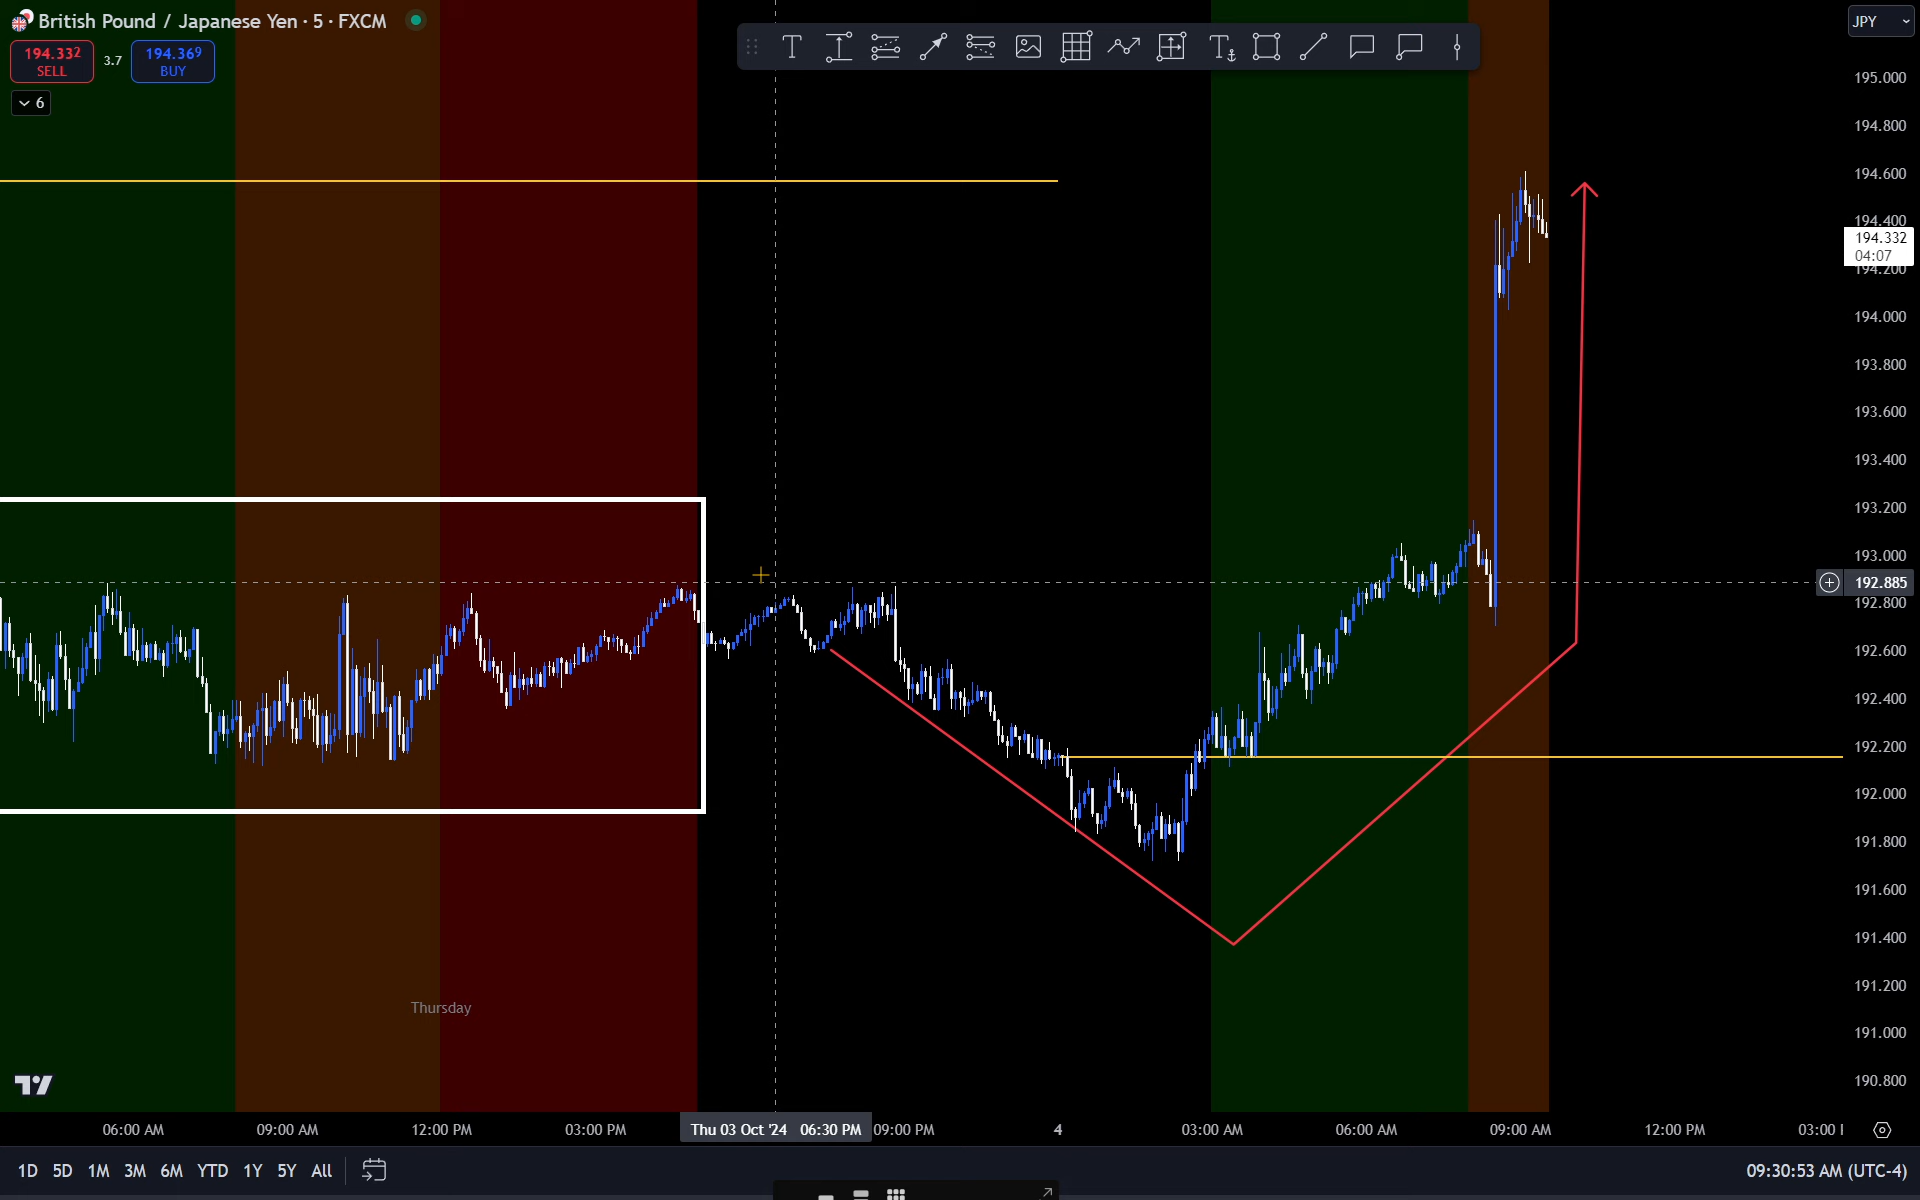 British Pound / Japanese Yen · 5 · FXCM
JPY
194.332
SELL
3.7
194.369
BUY
6
195.000
194.800
194.600
194.400
194.332
04:07
194.200
194.000
193.800
193.600
193.400
193.200
193.000
192.885
192.800
192.600
192.400
192.200
192.000
191.800
191.600
191.400
191.200
191.000
190.800
Thursday
06:00 AM
09:00 AM
12:00 PM
03:00 PM
Thu 03 Oct '24 06:30 PM
09:00 PM
4
03:00 AM
06:00 AM
09:00 AM
12:00 PM
03:00
1D 5D 1M 3M 6M YTD 1Y 5Y All
09:30:53 AM (UTC-4)